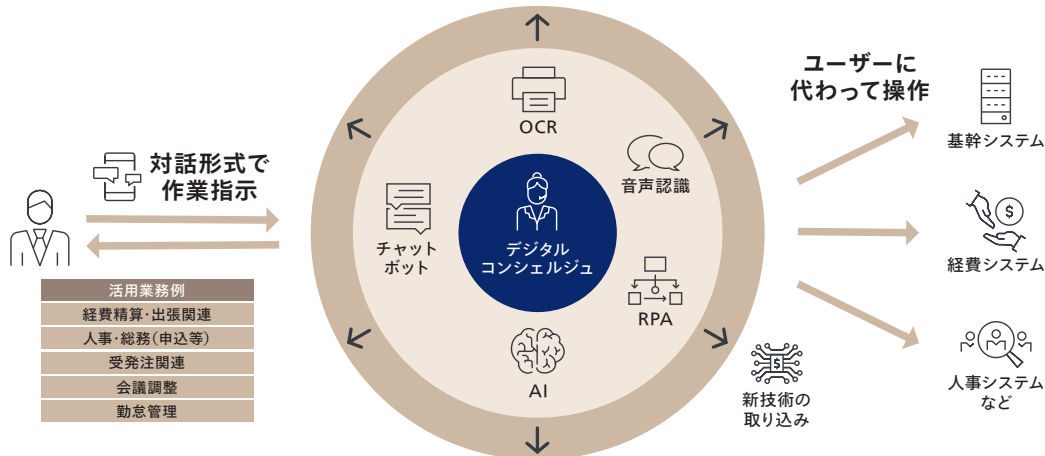 対話形式で
作業指示
活用業務例
経費精算・出張関連
人事・総務（申込等）
受発注関連
会議調整
勤怠管理
OCR
音声認識
チャット
ボット
デジタル
コンシェルジュ
RPA
AI
新技術の
取り込み
ユーザーに
代わって操作
基幹システム
$
経費システム
人事システム
など
$